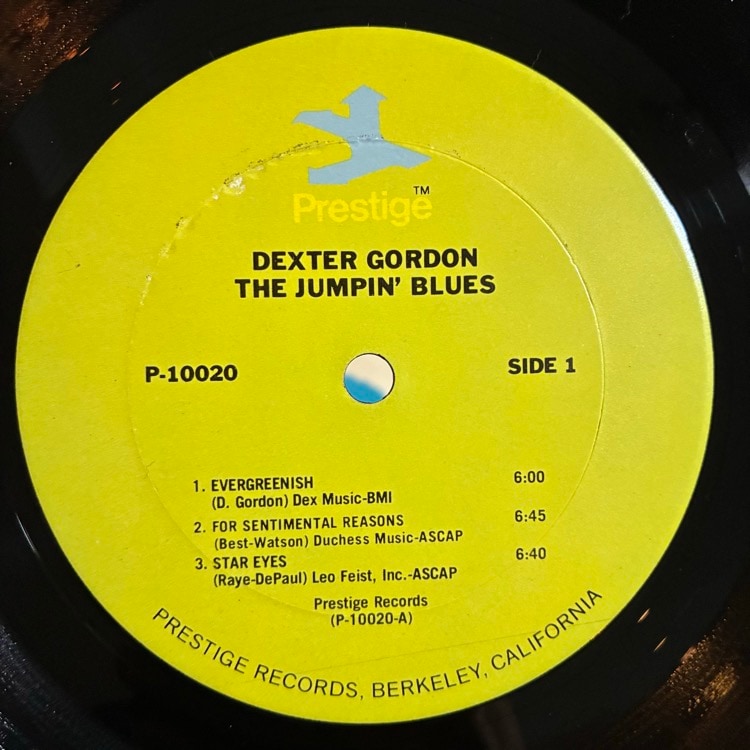 Prestige™
DEXTER GORDON
THE JUMPIN' BLUES
P-10020
SIDE 1
1. EVERGREENISH 6:00
(D. Gordon) Dex Music-BMI
2. FOR SENTIMENTAL REASONS 6:45
(Best-Watson) Duchess Music-ASCAP
3. STAR EYES 6:40
(Raye-DePaul) Leo Feist, Inc.-ASCAP
Prestige Records
(P-10020-A)
PRESTIGE RECORDS, BERKELEY, CALIFORNIA